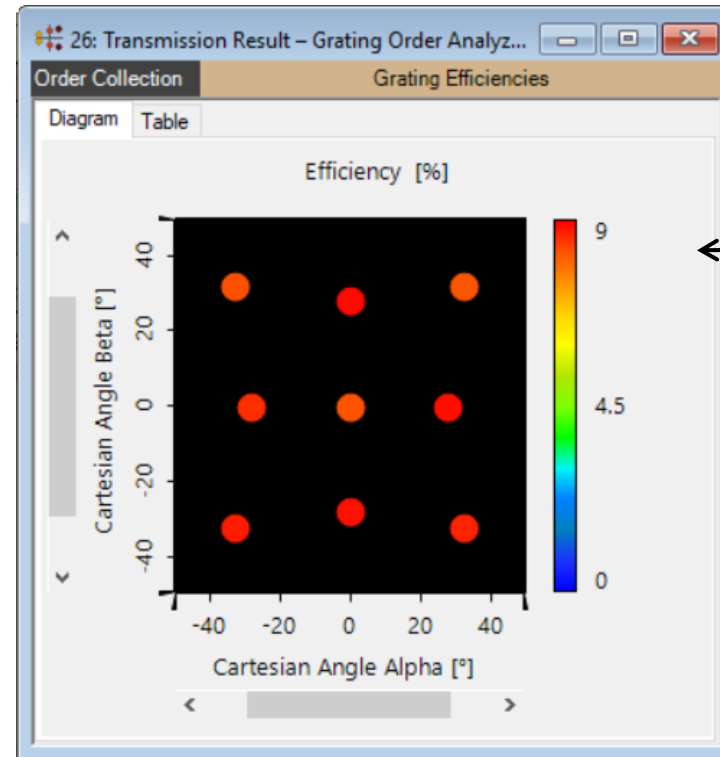 26: Transmission Result – Grating Order Analyz...
Order Collection
Grating Efficiencies
Diagram
Table
Efficiency [%]
Cartesian Angle Beta [°]
40
20
0
-20
-40
9
4.5
0
-40
-20
0
20
40
Cartesian Angle Alpha [°]